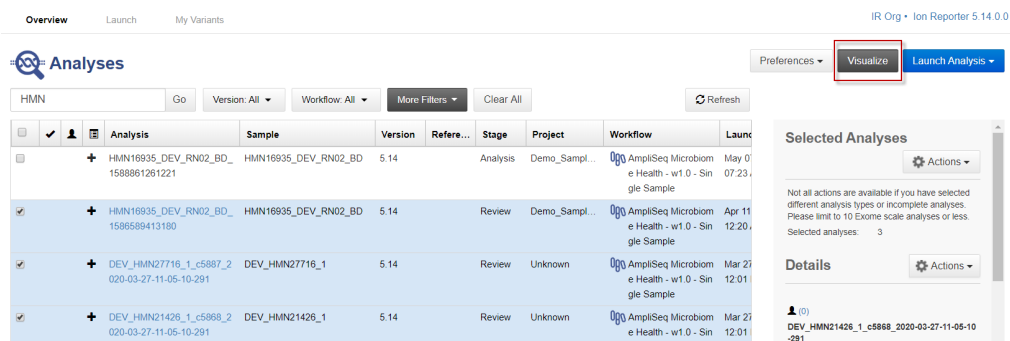 Overview Launch My Variants IR Org • Ion Reporter 5.14.0.0
Analyses Preferences Visualize Launch Analysis
HMN Go Version: All Workflow: All More Filters Clear All Refresh
Analysis Sample Version Refere... Stage Project Workflow Launc
HMN16935_DEV_RN02_BD_ HMN16935_DEV_RN02_BD 5.14 Analysis Demo_Sampl... AmpliSeq Microbiom May 0
1588861261221 e Health - w1.0 - Sin 07:23
gle Sample
HMN16935_DEV_RN02_BD_ HMN16935_DEV_RN02_BD 5.14 Review Demo_Sampl... AmpliSeq Microbiom Apr 11
1586589413180 e Health - w1.0 - Sin 12:20
gle Sample
DEV_HMN27716_1_c5887_2 DEV_HMN27716_1 5.14 Review Unknown AmpliSeq Microbiom Mar 27
020-03-27-11-05-10-291 e Health - w1.0 - Sin 12:01
gle Sample
DEV_HMN21426_1_c5868_2 DEV_HMN21426_1 5.14 Review Unknown AmpliSeq Microbiom Mar 27
020-03-27-11-05-10-291 e Health - w1.0 - Sin 12:01
Selected Analyses
Actions
Not all actions are available if you have selected
different analysis types or incomplete analyses.
Please limit to 10 Exome scale analyses or less.
Selected analyses: 3
Details Actions
(0)
DEV_HMN21426_1_c5868_2020-03-27-11-05-10
-291